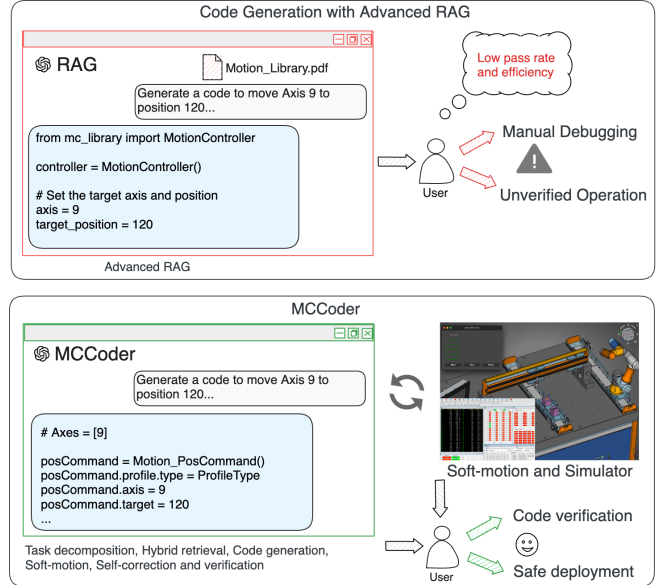 Code Generation with Advanced RAG
RAG
Motion_Library.pdf
Generate a code to move Axis 9 to
position 120...
from mc_library import MotionController
controller = MotionController()
# Set the target axis and position
axis = 9
target_position = 120
Advanced RAG
Low pass rate
and efficiency
User
Manual Debugging
Unverified Operation
MCCoder
MCCoder
Generate a code to move Axis 9 to
position 120...
# Axes = [9]
posCommand = Motion_PosCommand()
posCommand.profile.type = ProfileType
posCommand.axis = 9
posCommand.target = 120
...
Task decomposition, Hybrid retrieval, Code generation,
Soft-motion, Self-correction and verification
Soft-motion and Simulator
User
Code verification
Safe deployment